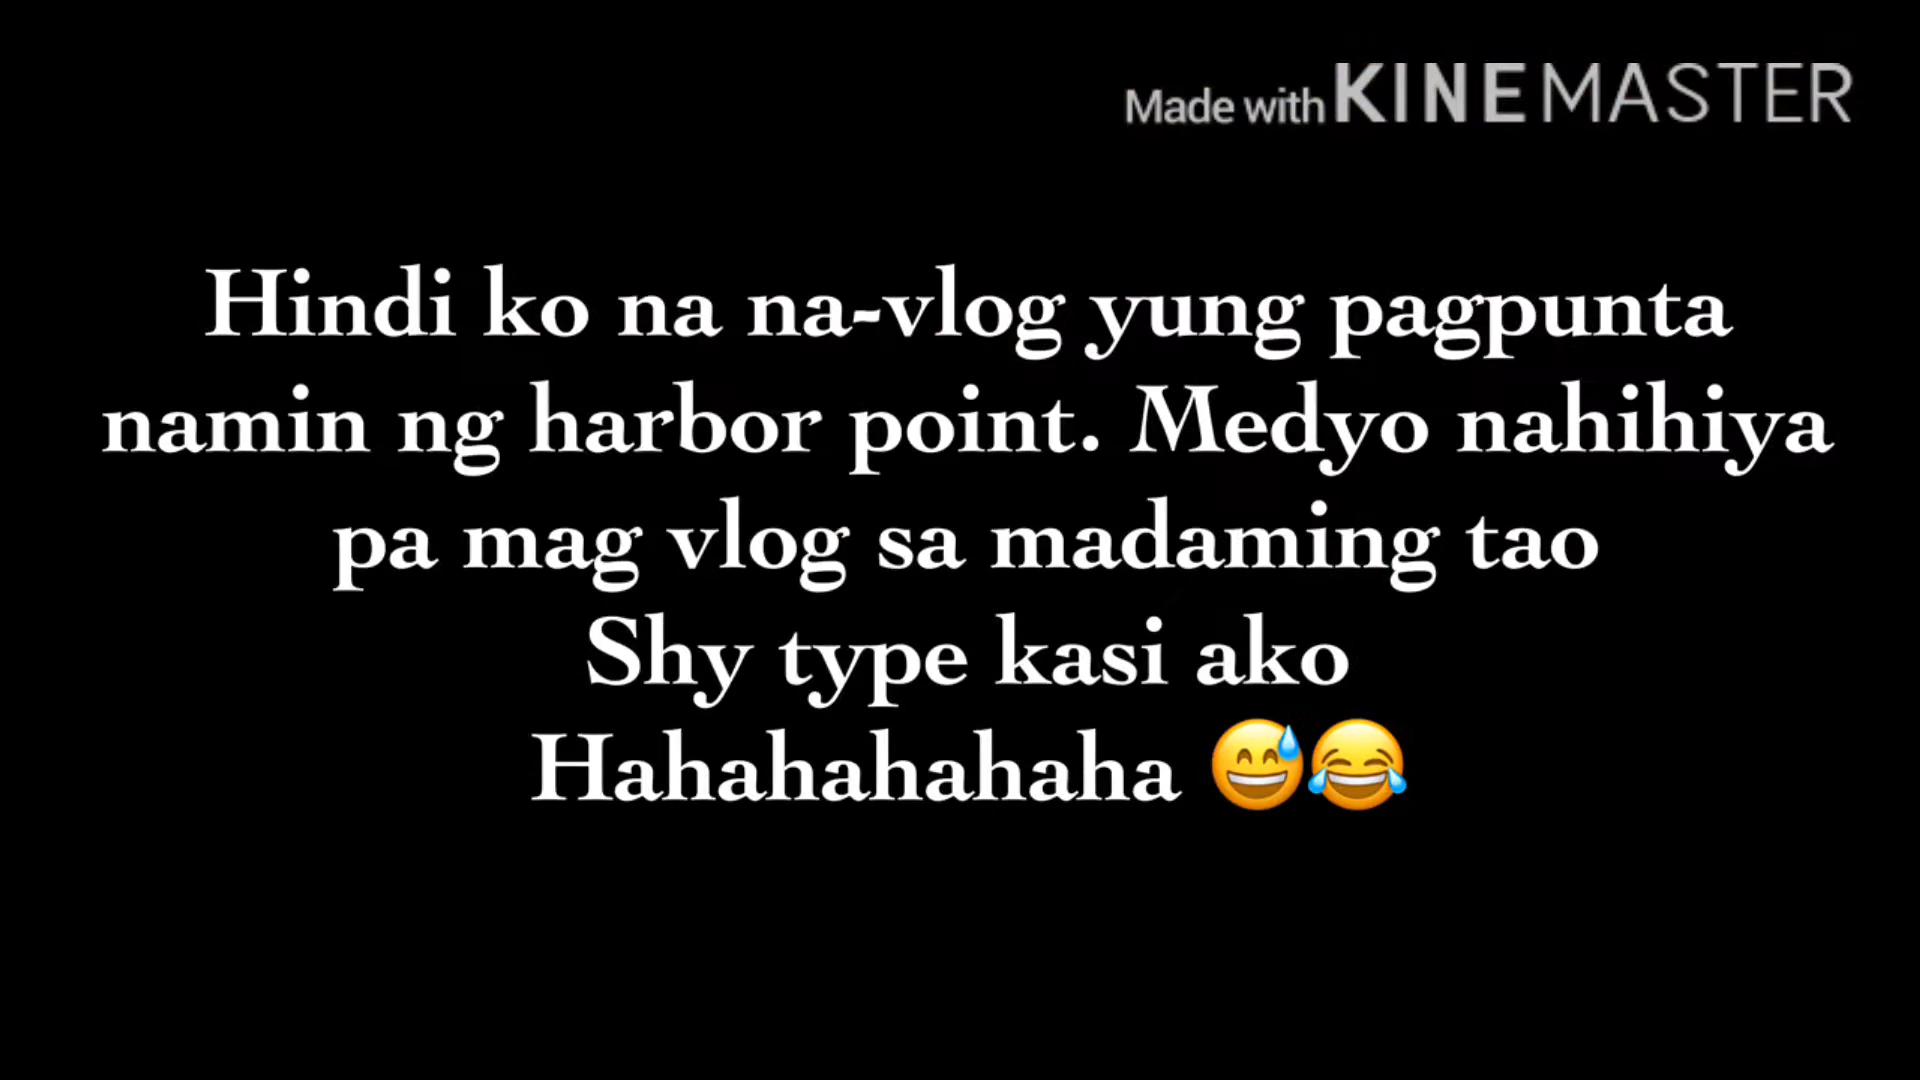 Made with KINEMASTER
Hindi ko na na-vlog yung pagpunta
namin ng harbor point. Medyo nahihiya
pa mag vlog sa madaming tao
Shy type kasi ako
Hahahahahaha 😅😂